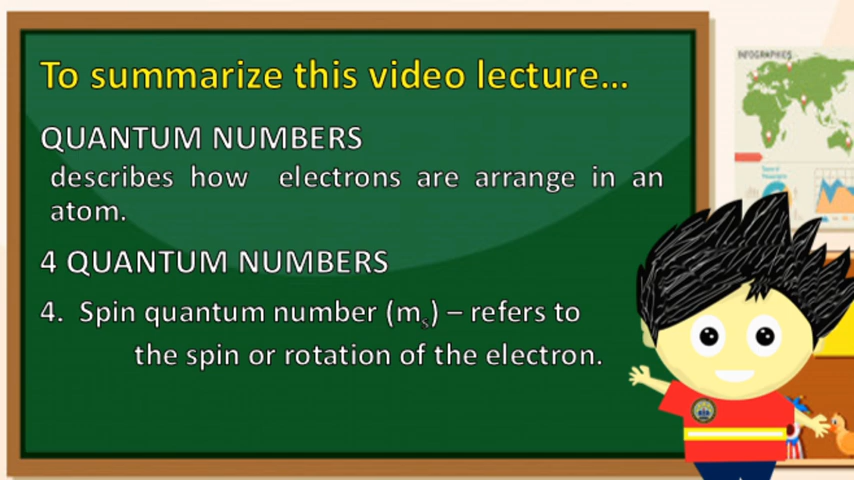 To summarize this video lecture...
INFOGRAPHICS
QUANTUM NUMBERS
describes how electrons are arrange in an
atom.
4 QUANTUM NUMBERS
4. Spin quantum number (mₛ) – refers to
the spin or rotation of the electron.